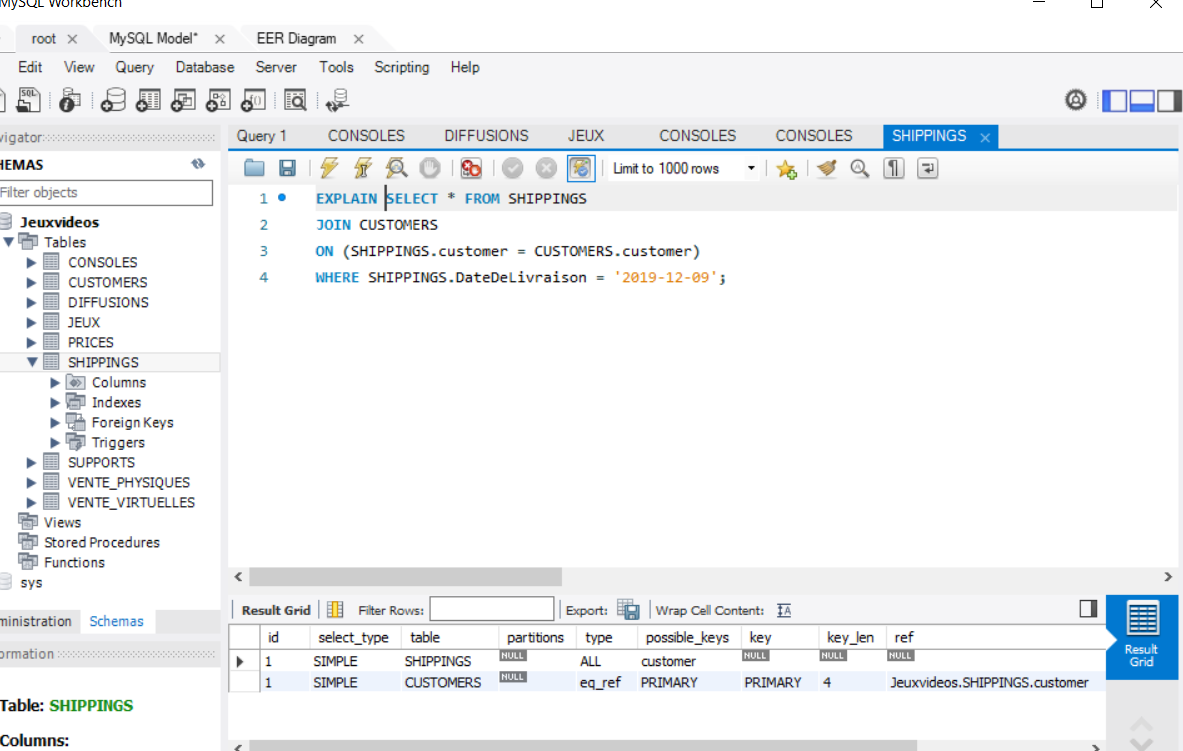 MySQL Workbench
root MySQL Model* EER Diagram
Edit View Query Database Server Tools Scripting Help
vigator:
HEMAS
Filter objects
Jeuxvideos
Tables
CONSOLES
CUSTOMERS
DIFFUSIONS
JEUX
PRICES
SHIPPINGS
Columns
Indexes
Foreign Keys
Triggers
SUPPORTS
VENTE_PHYSIQUES
VENTE_VIRTUELLES
Views
Stored Procedures
Functions
sys
ministration Schemas
ormation
Table: SHIPPINGS
Columns:
Query 1 CONSOLES DIFFUSIONS JEUX CONSOLES CONSOLES SHIPPINGS
Limit to 1000 rows
1 EXPLAIN SELECT * FROM SHIPPINGS
2 JOIN CUSTOMERS
3 ON (SHIPPINGS.customer = CUSTOMERS.customer)
4 WHERE SHIPPINGS.DateDeLivraison = '2019-12-09';
Result Grid Filter Rows: Export: Wrap Cell Content: IA
id select_type table partitions type possible_keys key key_len ref
1 SIMPLE SHIPPINGS NULL ALL customer NULL NULL NULL
1 SIMPLE CUSTOMERS NULL eq_ref PRIMARY PRIMARY 4 Jeuxvideos.SHIPPINGS.customer
Result
Grid